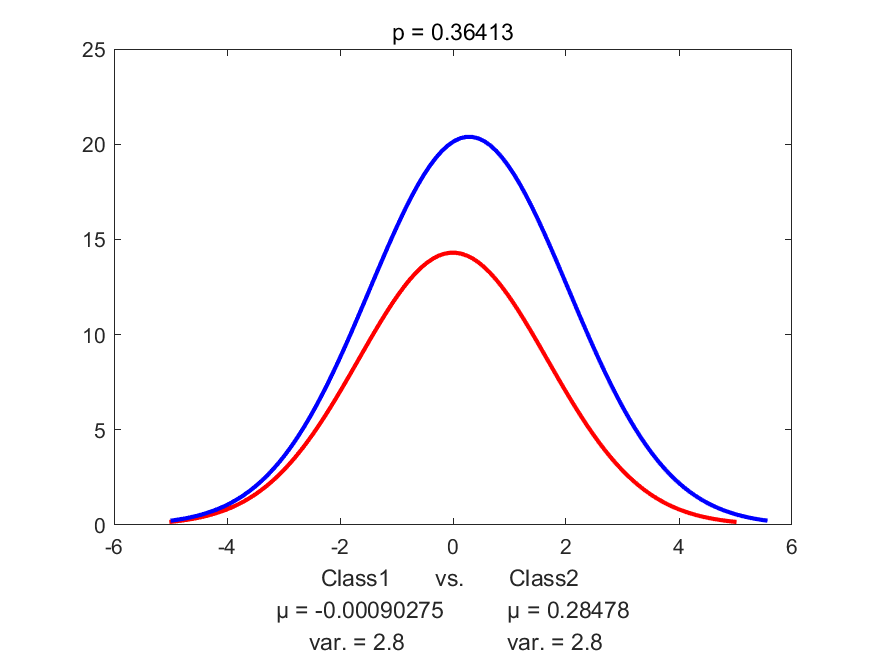 p = 0.36413
25
20
15
10
5
0
-6 -4 -2 0 2 4 6
Class1 vs. Class2
μ = -0.00090275 μ = 0.28478
var. = 2.8 var. = 2.8